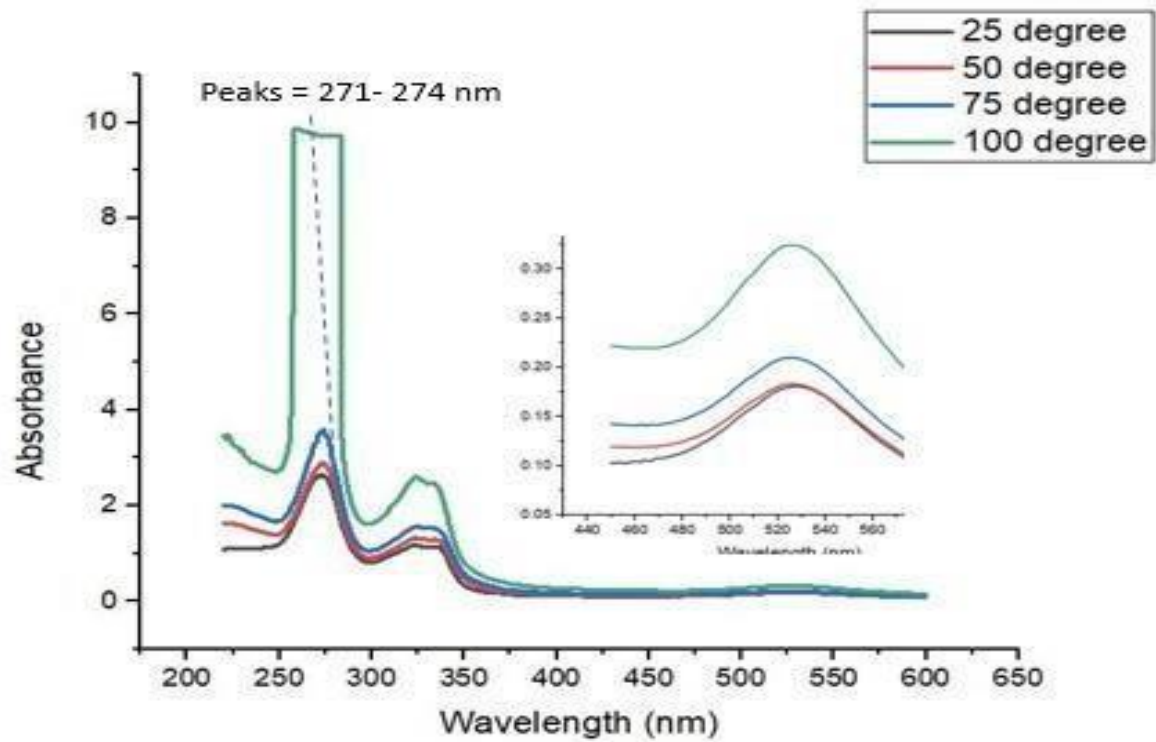 25 degree
50 degree
75 degree
100 degree
Peaks = 271- 274 nm
10
8
6
4
2
0
Absorbance
0.30
0.25
0.20
0.15
0.10
0.05
440 460 480 500 520 540 560
Wavelength (nm)
200 250 300 350 400 450 500 550 600 650
Wavelength (nm)